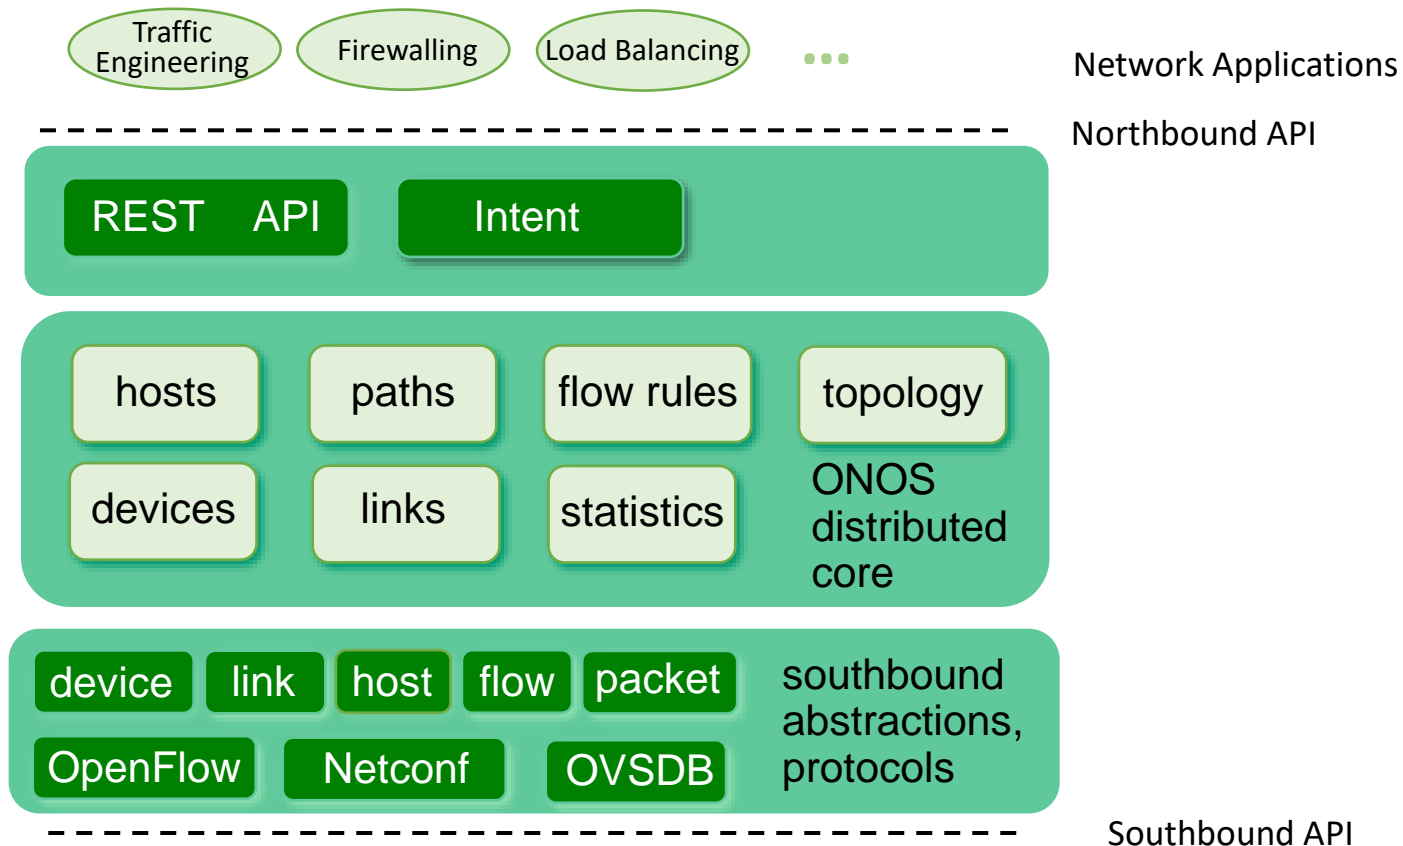 Traffic
Engineering
Firewalling
Load Balancing
...
Network Applications
Northbound API
REST API
Intent
hosts
paths
flow rules
topology
devices
links
statistics
ONOS
distributed
core
device
link
host
flow
packet
southbound
abstractions,
protocols
OpenFlow
Netconf
OVSDB
Southbound API